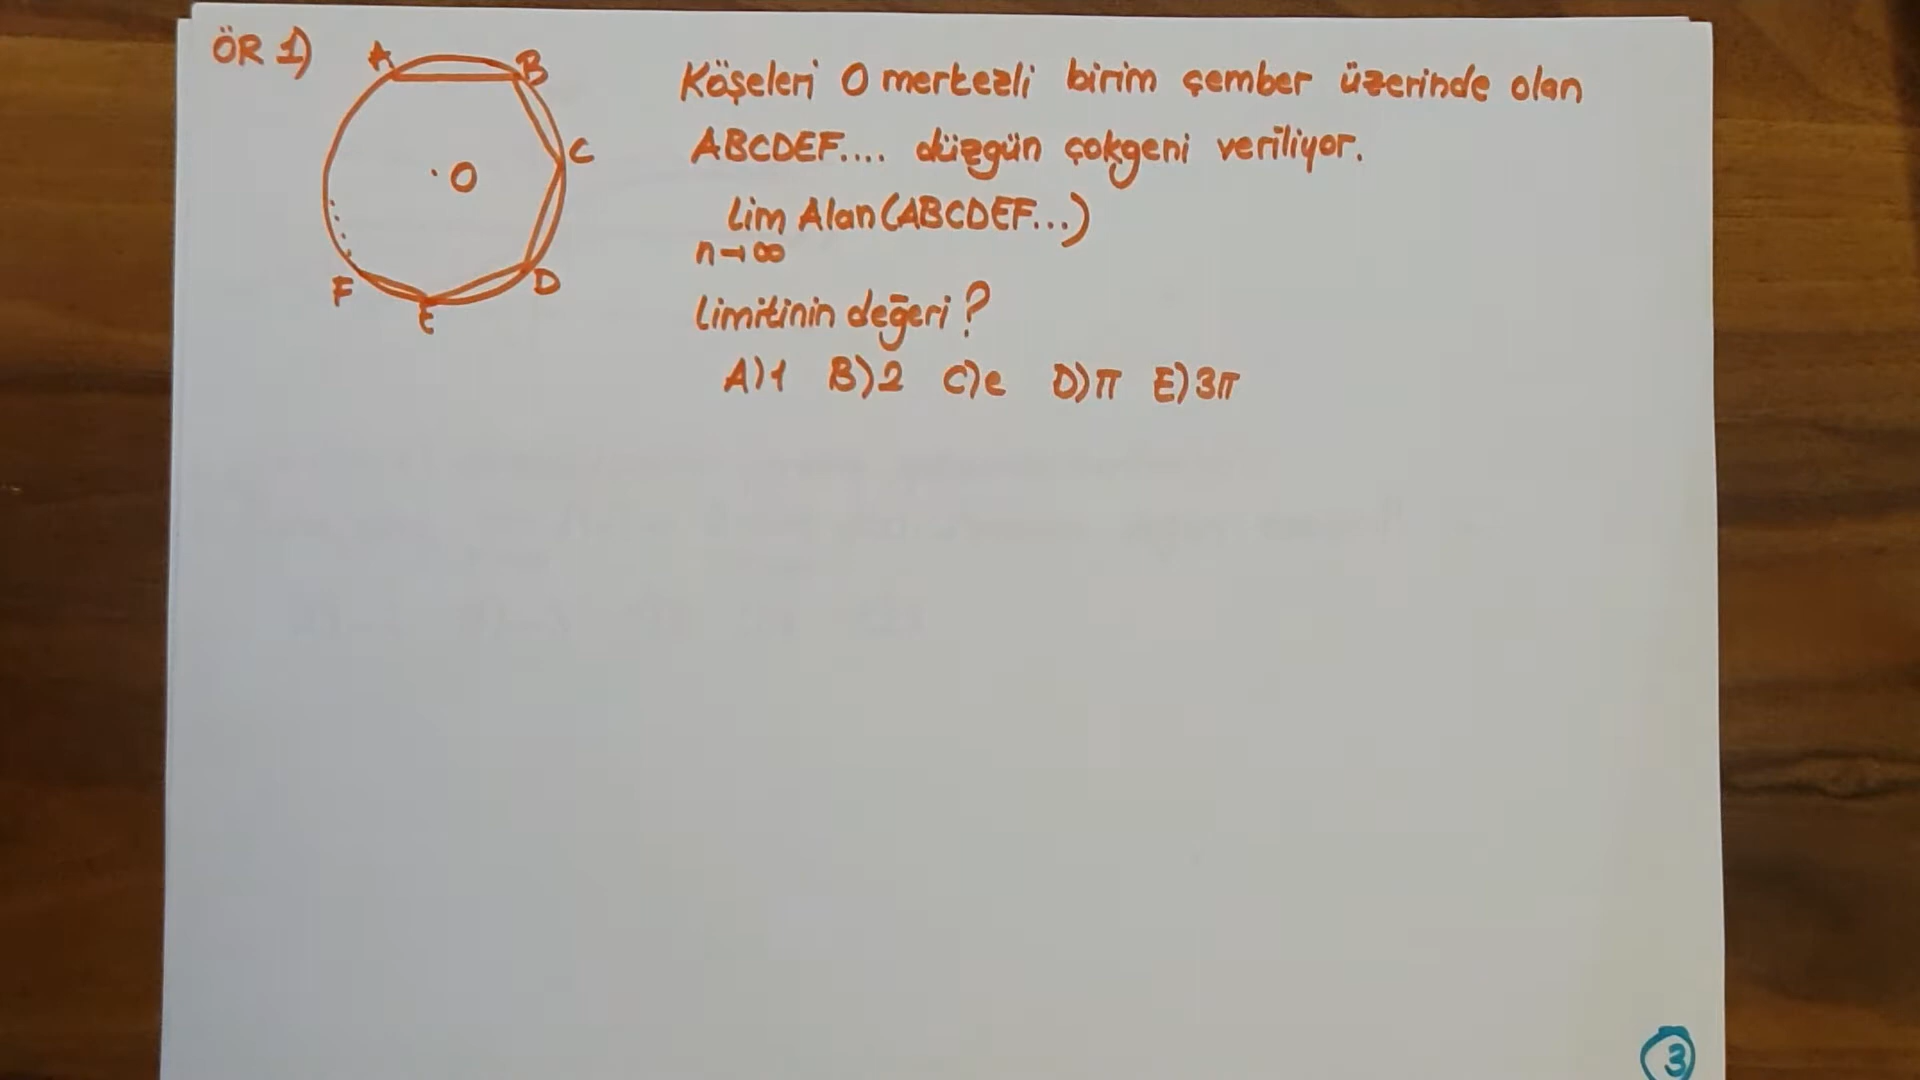 ÖR 1)
A
B
C
O
D
E
F
Köşeleri O merkezli birim çember üzerinde olan
ABCDEF.... düzgün çokgeni veriliyor.
Lim Alan(ABCDEF...)
n→∞
Limitinin değeri?
A)1 B)2 C)e D)π E)3π
3